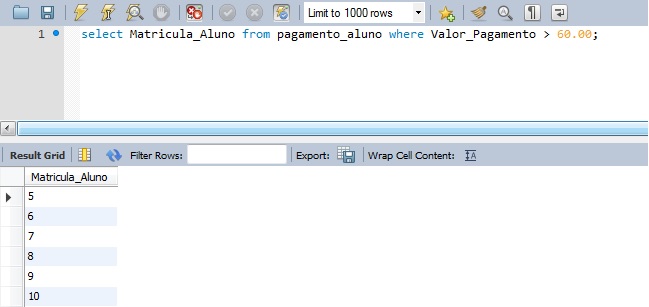 Limit to 1000 rows
1 select Matricula_Aluno from pagamento_aluno where Valor_Pagamento > 60.00;
Result Grid Filter Rows: Export: Wrap Cell Content:
Matricula_Aluno
5
6
7
8
9
10